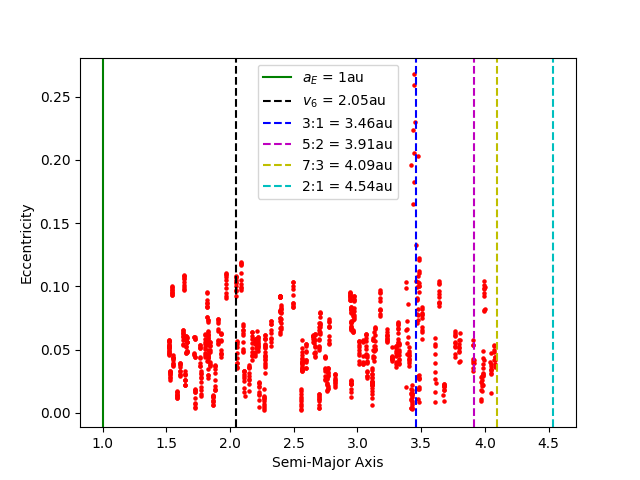 a_E = 1au
ν_6 = 2.05au
3:1 = 3.46au
5:2 = 3.91au
7:3 = 4.09au
2:1 = 4.54au
0.25
0.20
0.15
0.10
0.05
0.00
Eccentricity
1.0 1.5 2.0 2.5 3.0 3.5 4.0 4.5
Semi-Major Axis